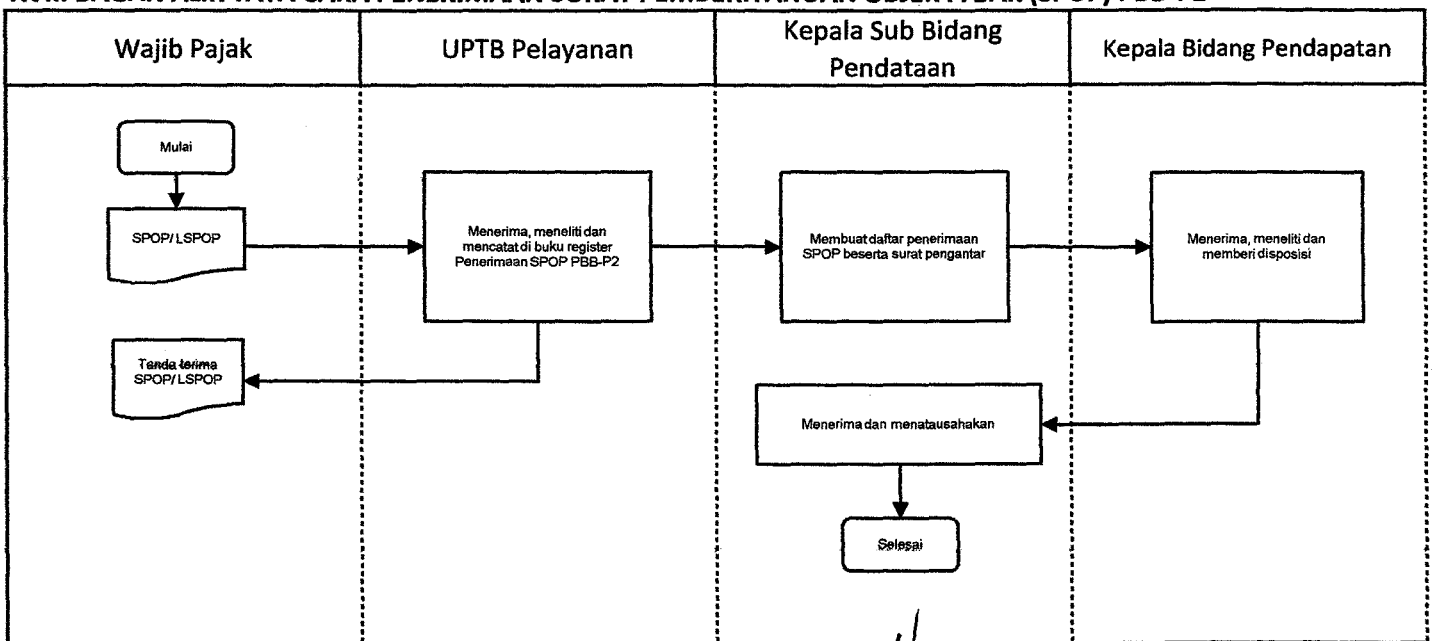 Wajib Pajak
UPTB Pelayanan
Kepala Sub Bidang
Pendataan
Kepala Bidang Pendapatan
Mulai
SPOP/ LSPOP
Menerima, meneliti dan
mencatat di buku register
Penerimaan SPOP PBB-P2
Membuat daftar penerimaan
SPOP beserta surat pengantar
Menerima, meneliti dan
memberi disposisi
Tanda terima
SPOP/ LSPOP
Menerima dan menatausahakan
Selesai